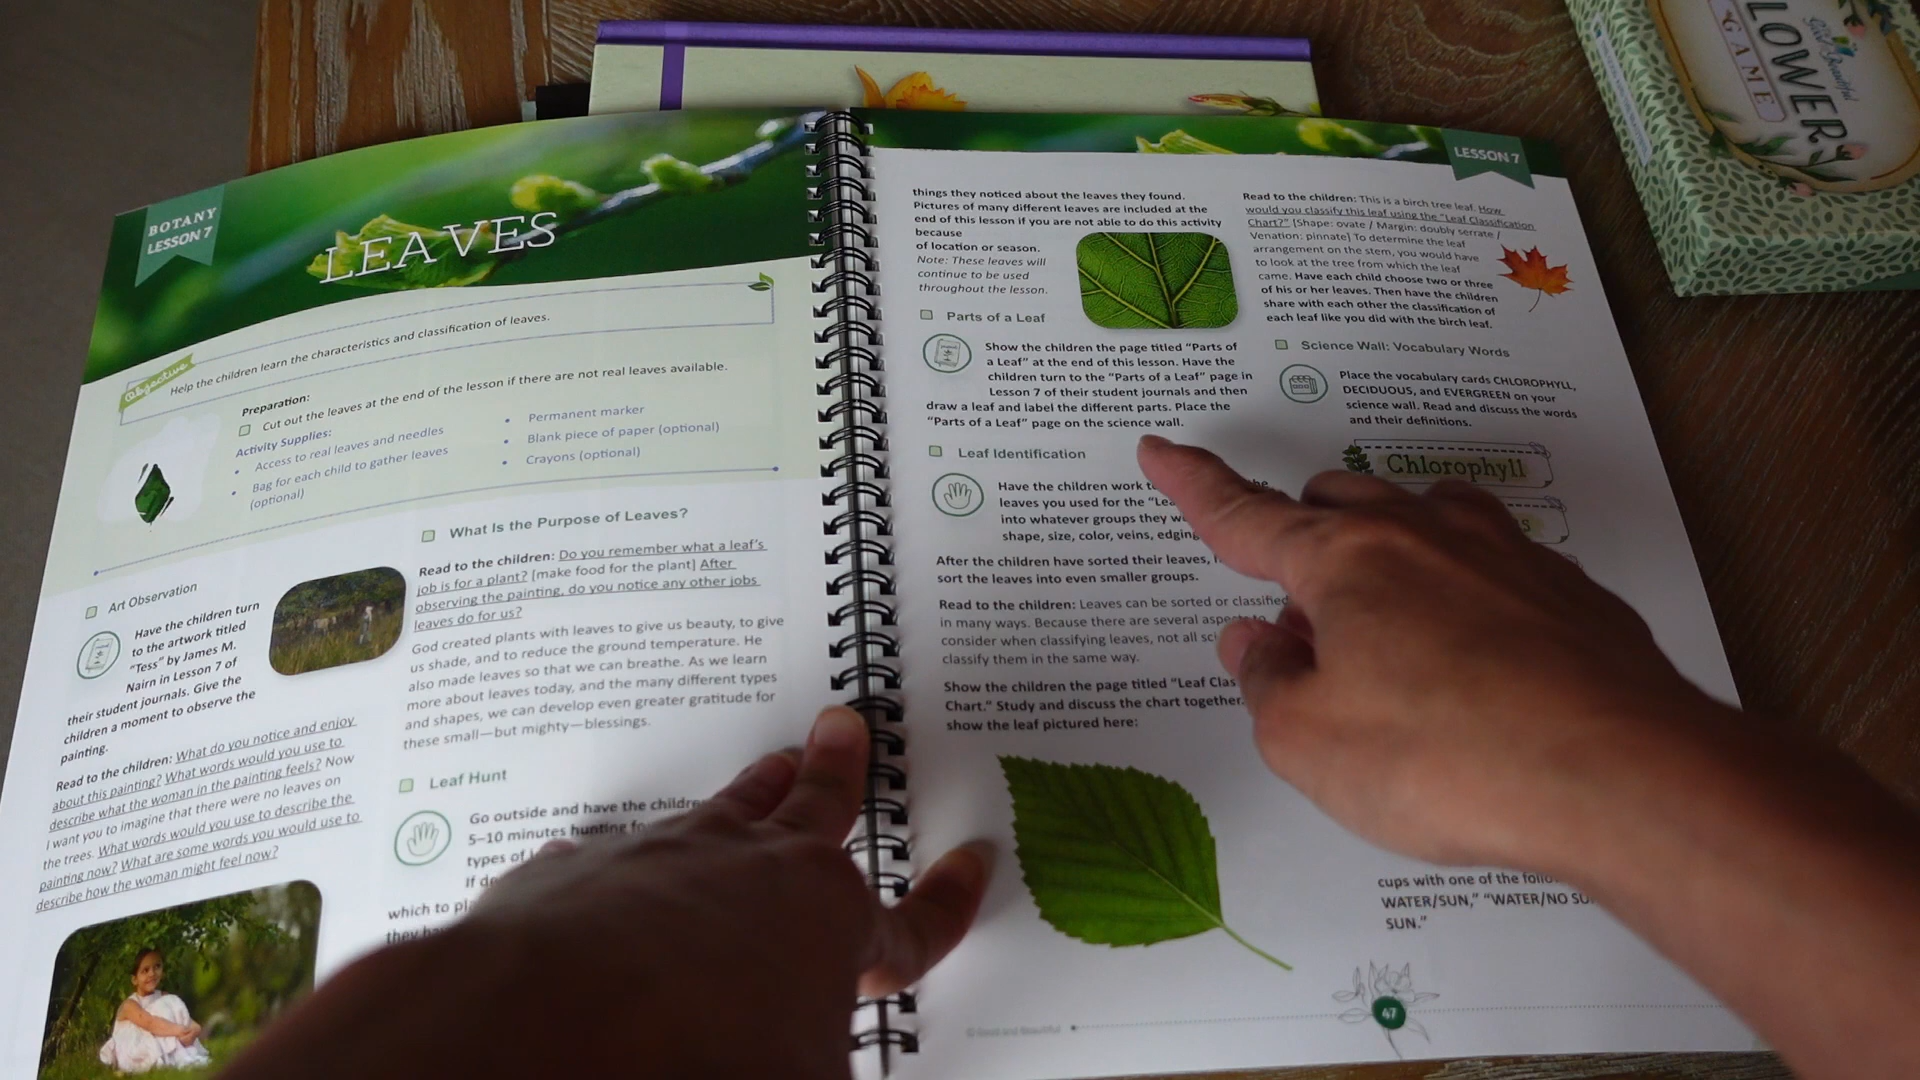 LOWER
GAME
BOTANY
LESSON 7
LEAVES
Objective
Help the children learn the characteristics and classification of leaves.
Preparation:
Cut out the leaves at the end of the lesson if there are not real leaves available.
Activity Supplies:
• Access to real leaves and needles
• Bag for each child to gather leaves
(optional)
• Permanent marker
• Blank piece of paper (optional)
• Crayons (optional)
Art Observation
Have the children turn
to the artwork titled
“Tess” by James M.
Nairn in Lesson 7 of
their student journals. Give the
children a moment to observe the
painting.
Read to the children: What do you notice and enjoy
about this painting? What words would you use to
describe what the woman in the painting feels? Now
I want you to imagine that there were no leaves on
the trees. What words would you use to describe the
painting now? What are some words you would use to
describe how the woman might feel now?
What Is the Purpose of Leaves?
Read to the children: Do you remember what a leaf’s
job is for a plant? [make food for the plant] After
observing the painting, do you notice any other jobs
leaves do for us?
God created plants with leaves to give us beauty, to give
us shade, and to reduce the ground temperature. He
also made leaves so that we can breathe. As we learn
more about leaves today, and the many different types
and shapes, we can develop even greater gratitude for
these small—but mighty—blessings.
Leaf Hunt
Go outside and have the childre
5–10 minutes hunting fo
types of
If de
which to pl
they ha
LESSON 7
things they noticed about the leaves they found.
Pictures of many different leaves are included at the
end of this lesson if you are not able to do this activity
because
of location or season.
Note: These leaves will
continue to be used
throughout the lesson.
Parts of a Leaf
Show the children the page titled “Parts of
a Leaf” at the end of this lesson. Have the
children turn to the “Parts of a Leaf” page in
Lesson 7 of their student journals and then
draw a leaf and label the different parts. Place the
“Parts of a Leaf” page on the science wall.
Leaf Identification
Have the children work t the
leaves you used for the “Lea
into whatever groups they w
shape, size, color, veins, edging
After the children have sorted their leaves,
sort the leaves into even smaller groups.
Read to the children: Leaves can be sorted or classified
in many ways. Because there are several aspects to
consider when classifying leaves, not all sci
classify them in the same way.
Show the children the page titled “Leaf Clas
Chart.” Study and discuss the chart together.
show the leaf pictured here:
Read to the children: This is a birch tree leaf. How
would you classify this leaf using the “Leaf Classification
Chart?” [Shape: ovate / Margin: doubly serrate /
Venation: pinnate] To determine the leaf
arrangement on the stem, you would have
to look at the tree from which the leaf
came. Have each child choose two or three
of his or her leaves. Then have the children
share with each other the classification of
each leaf like you did with the birch leaf.
Science Wall: Vocabulary Words
Place the vocabulary cards CHLOROPHYLL,
DECIDUOUS, and EVERGREEN on your
science wall. Read and discuss the words
and their definitions.
Chlorophyll
s
cups with one of the follo
WATER/SUN,” “WATER/NO SU
SUN.”
47